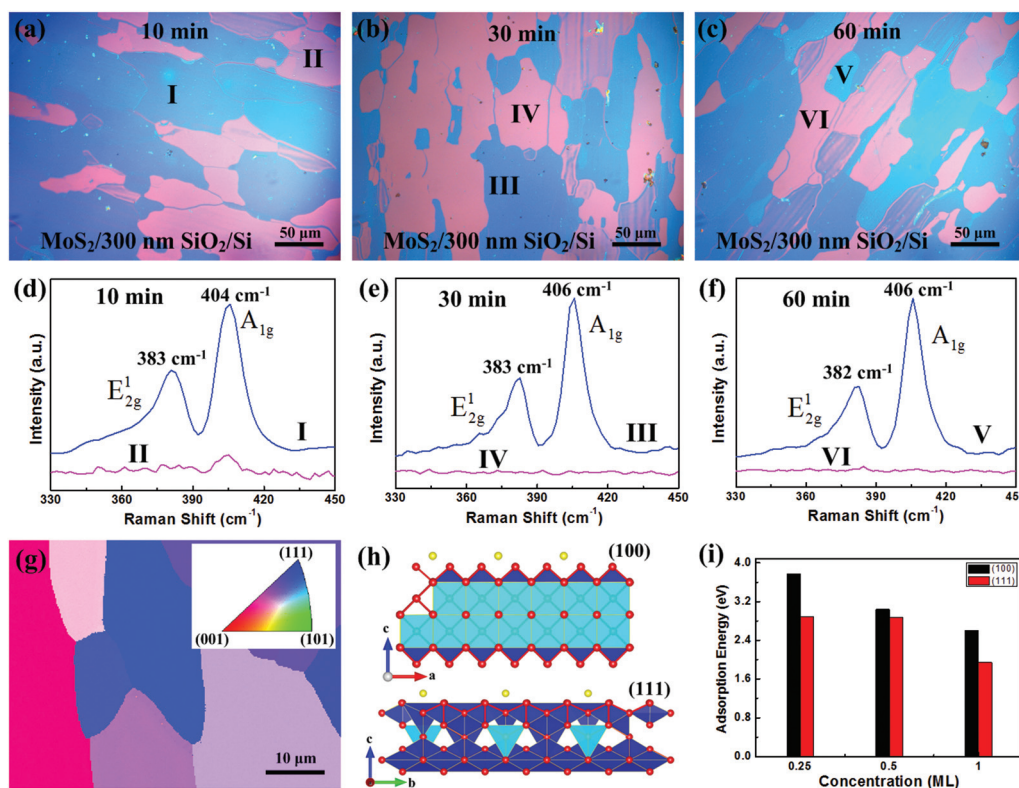 (a)
10 min
II
I
MoS₂/300 nm SiO₂/Si
50 μm
(b)
30 min
IV
III
MoS₂/300 nm SiO₂/Si
50 μm
(c)
60 min
V
VI
MoS₂/300 nm SiO₂/Si
50 μm
(d)
10 min
404 cm⁻¹
A₁g
383 cm⁻¹
E¹₂g
I
II
Intensity (a.u.)
330 360 390 420 450
Raman Shift (cm⁻¹)
(e)
30 min
406 cm⁻¹
A₁g
383 cm⁻¹
E¹₂g
III
IV
Intensity (a.u.)
330 360 390 420 450
Raman Shift (cm⁻¹)
(f)
60 min
406 cm⁻¹
A₁g
382 cm⁻¹
E¹₂g
V
VI
Intensity (a.u.)
330 360 390 420 450
Raman Shift (cm⁻¹)
(g)
(111)
(001)
(101)
10 μm
(h)
(100)
c
a
(111)
c
b
(i)
Adsorption Energy (eV)
4.0
3.2
2.4
1.6
0.8
0.0
(100)
(111)
0.25 0.5 1
Concentration (ML)